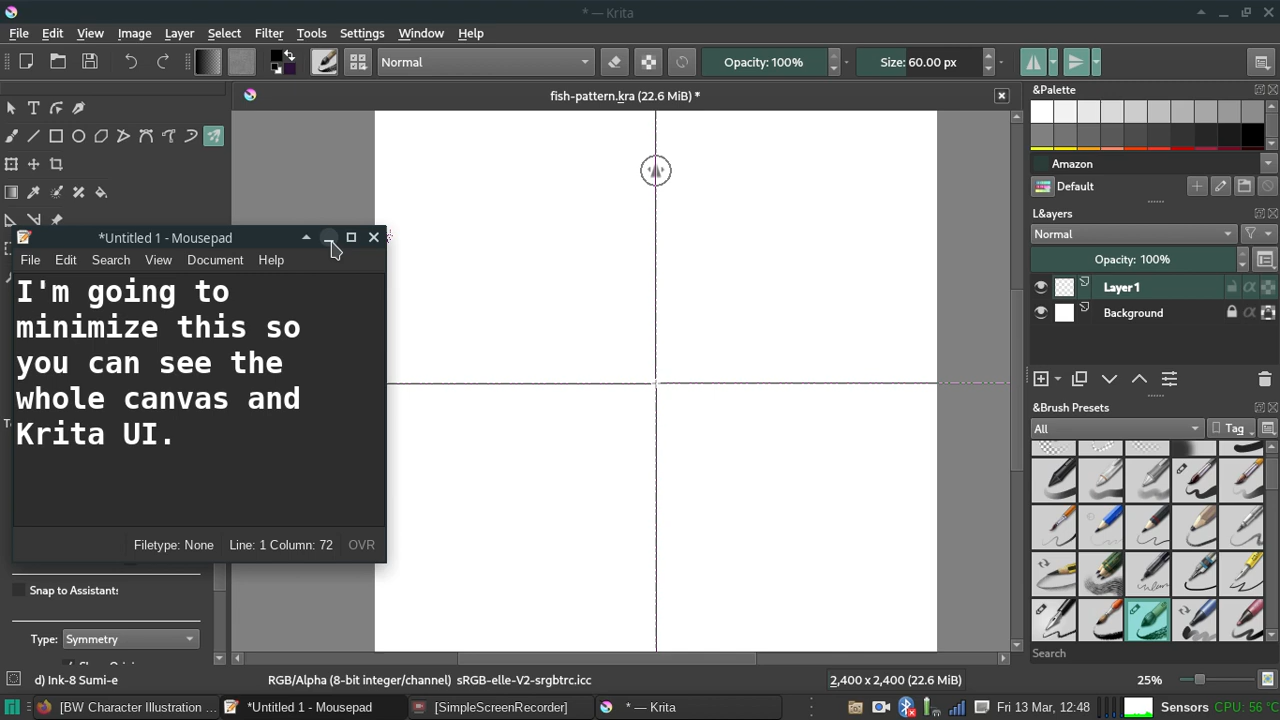 * — Krita
File Edit View Image Layer Select Filter Tools Settings Window Help
Normal
Opacity: 100%
Size: 60.00 px
fish-pattern.kra (22.6 MiB) *
&Palette
Amazon
Default
L&ayers
Normal
Opacity: 100%
Layer 1
Background
&Brush Presets
All
Tag
Search
*Untitled 1 - Mousepad
File Edit Search View Document Help
I'm going to
minimize this so
you can see the
whole canvas and
Krita UI.
Filetype: None Line: 1 Column: 72 OVR
Snap to Assistant:
Type: Symmetry
d) Ink-8 Sumi-e
RGB/Alpha (8-bit integer/channel) sRGB-elle-V2-srgbtrc.icc
2,400 x 2,400 (22.6 MiB)
25%
[BW Character Illustration ...
*Untitled 1 - Mousepad
[SimpleScreenRecorder]
* — Krita
Fri 13 Mar, 12:48
Sensors CPU: 56 °C